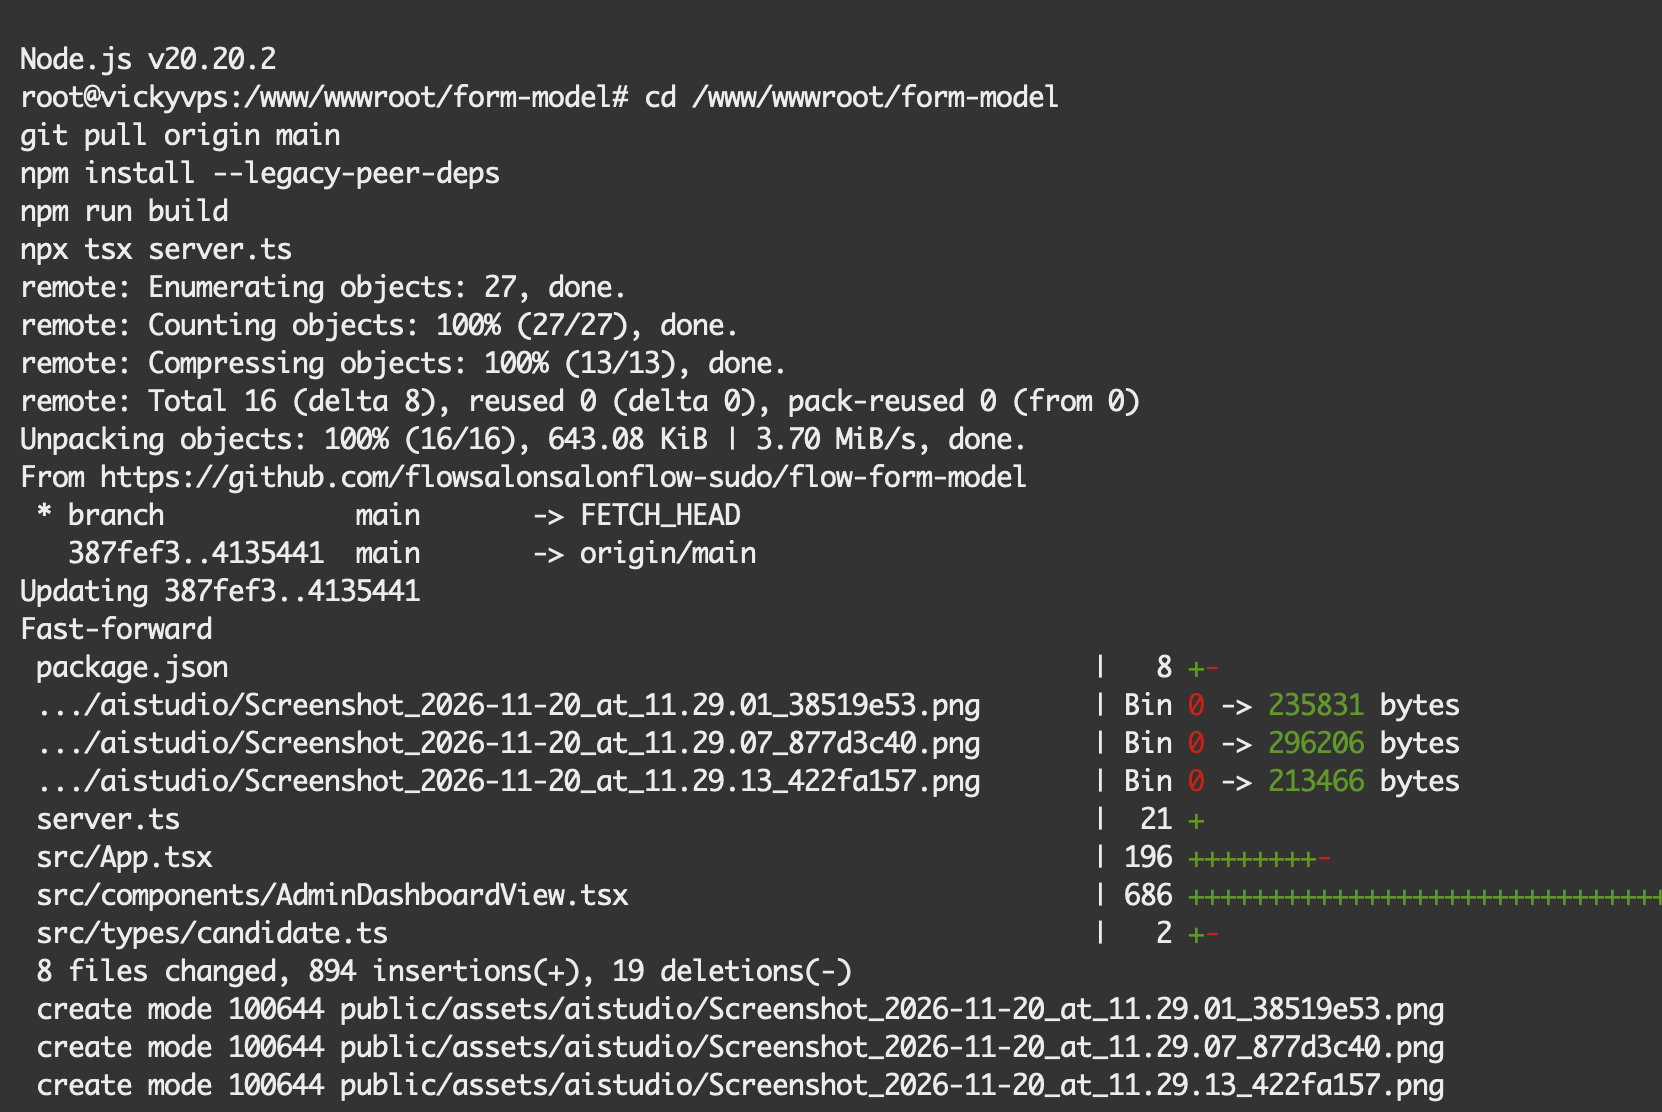 Node.js v20.20.2
root@vickyvps:/www/wwwroot/form-model# cd /www/wwwroot/form-model
git pull origin main
npm install --legacy-peer-deps
npm run build
npx tsx server.ts
remote: Enumerating objects: 27, done.
remote: Counting objects: 100% (27/27), done.
remote: Compressing objects: 100% (13/13), done.
remote: Total 16 (delta 8), reused 0 (delta 0), pack-reused 0 (from 0)
Unpacking objects: 100% (16/16), 643.08 KiB | 3.70 MiB/s, done.
From https://github.com/flowsalonsalonflow-sudo/flow-form-model
 * branch            main       -> FETCH_HEAD
   387fef3..4135441  main       -> origin/main
Updating 387fef3..4135441
Fast-forward
 package.json                                                      |   8 +-
 .../aistudio/Screenshot_2026-11-20_at_11.29.01_38519e53.png       | Bin 0 -> 235831 bytes
 .../aistudio/Screenshot_2026-11-20_at_11.29.07_877d3c40.png       | Bin 0 -> 296206 bytes
 .../aistudio/Screenshot_2026-11-20_at_11.29.13_422fa157.png       | Bin 0 -> 213466 bytes
 server.ts                                                         |  21 +
 src/App.tsx                                                       | 196 ++++++++-
 src/components/AdminDashboardView.tsx                             | 686 ++++++++++++++++++++++++++++++
 src/types/candidate.ts                                            |   2 +-
 8 files changed, 894 insertions(+), 19 deletions(-)
 create mode 100644 public/assets/aistudio/Screenshot_2026-11-20_at_11.29.01_38519e53.png
 create mode 100644 public/assets/aistudio/Screenshot_2026-11-20_at_11.29.07_877d3c40.png
 create mode 100644 public/assets/aistudio/Screenshot_2026-11-20_at_11.29.13_422fa157.png